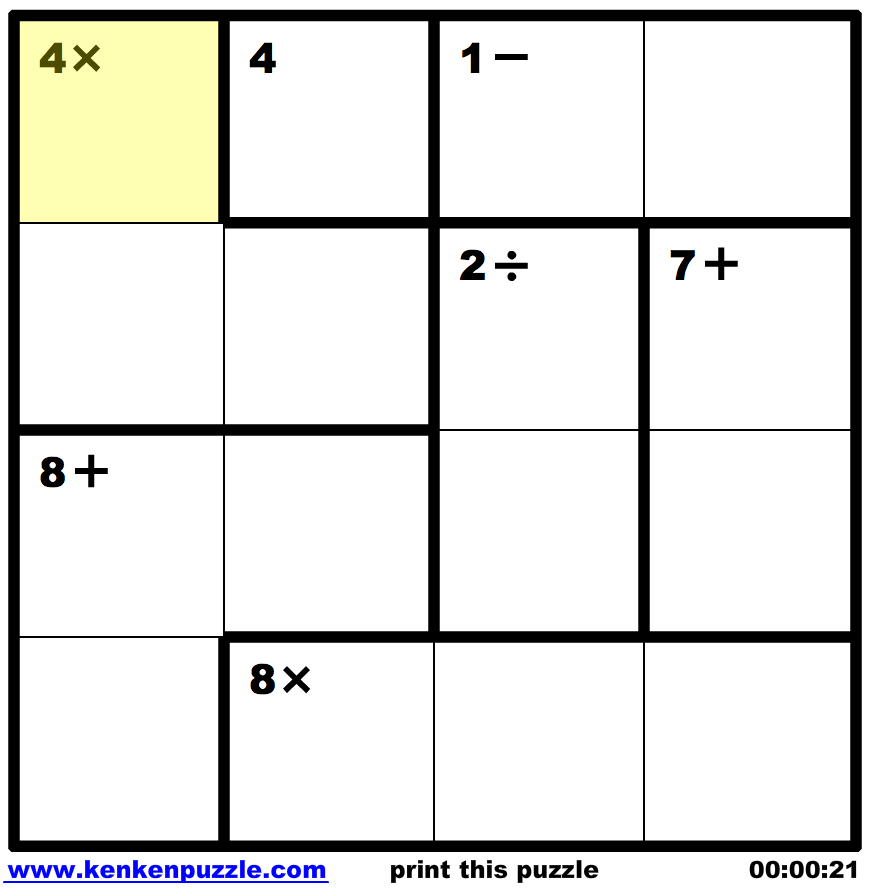 4× 4 1−
2÷ 7+
8+
8×
www.kenkenpuzzle.com print this puzzle 00:00:21